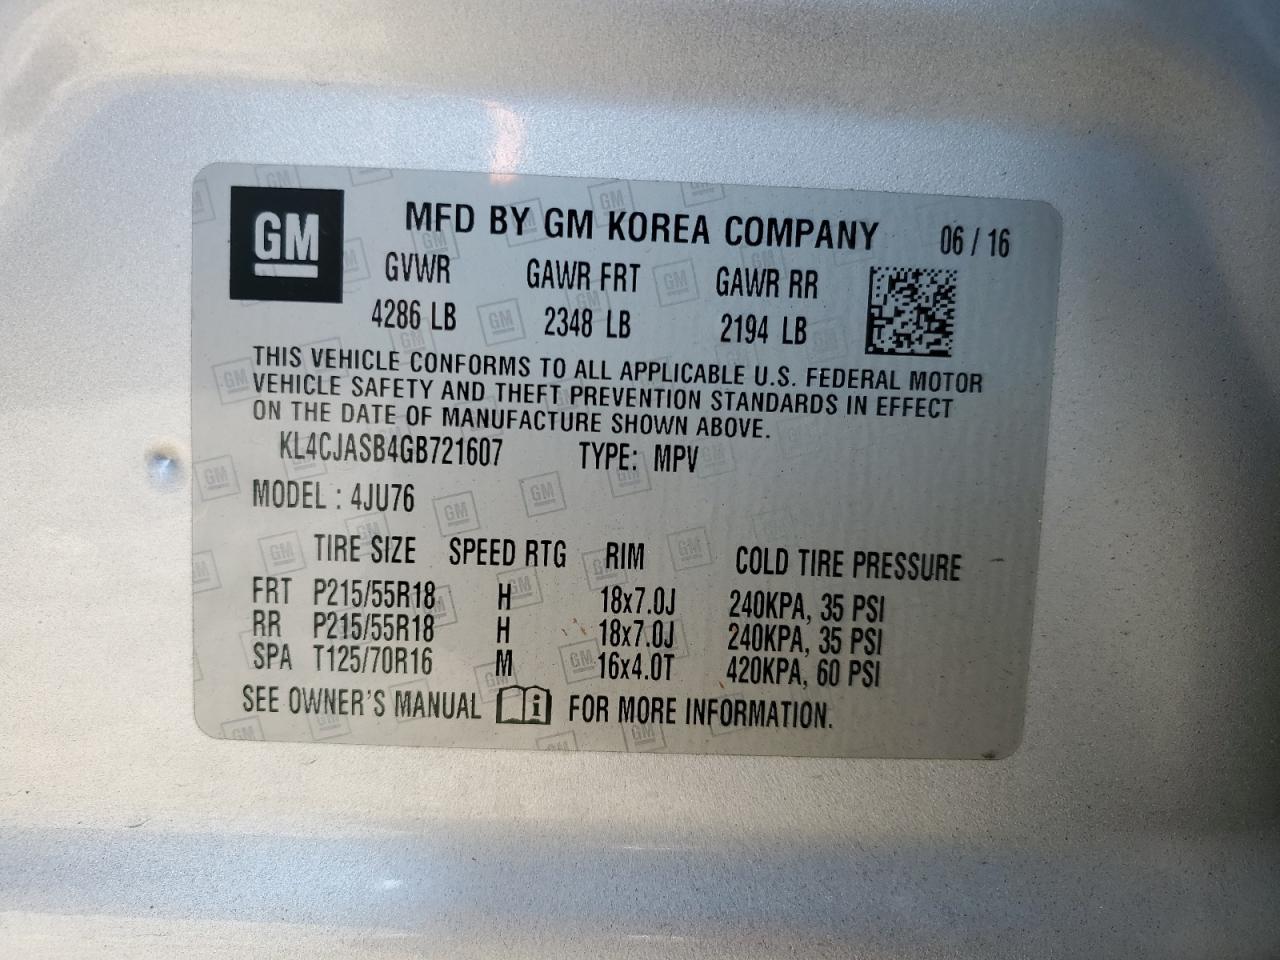 GM MFD BY GM KOREA COMPANY 06 / 16
GVWR GAWR FRT GAWR RR
4286 LB 2348 LB 2194 LB
THIS VEHICLE CONFORMS TO ALL APPLICABLE U.S. FEDERAL MOTOR
VEHICLE SAFETY AND THEFT PREVENTION STANDARDS IN EFFECT
ON THE DATE OF MANUFACTURE SHOWN ABOVE.
KL4CJASB4GB721607 TYPE: MPV
MODEL : 4JU76
TIRE SIZE SPEED RTG RIM COLD TIRE PRESSURE
FRT P215/55R18 H 18x7.0J 240KPA, 35 PSI
RR P215/55R18 H 18x7.0J 240KPA, 35 PSI
SPA T125/70R16 M 16x4.0T 420KPA, 60 PSI
SEE OWNER'S MANUAL i FOR MORE INFORMATION.